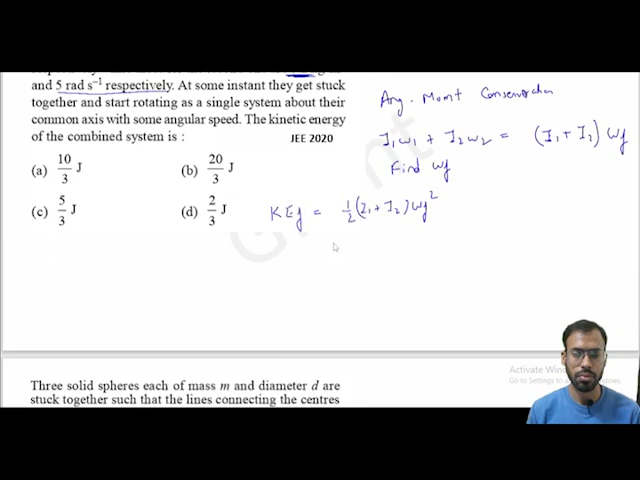 and 5 rad s⁻¹ respectively. At some instant they get stuck
together and start rotating as a single system about their
common axis with some angular speed. The kinetic energy
of the combined system is : JEE 2020
(a) 10/3 J (b) 20/3 J
(c) 5/3 J (d) 2/3 J
Ang. Momt Conservation
I₁ω₁ + I₂ω₂ = (I₁ + I₂) ωf
Find ωf
KEf = 1/2 (I₁ + I₂) ωf²
Activate Win
Go to Settings to a
Three solid spheres each of mass m and diameter d are
stuck together such that the lines connecting the centres